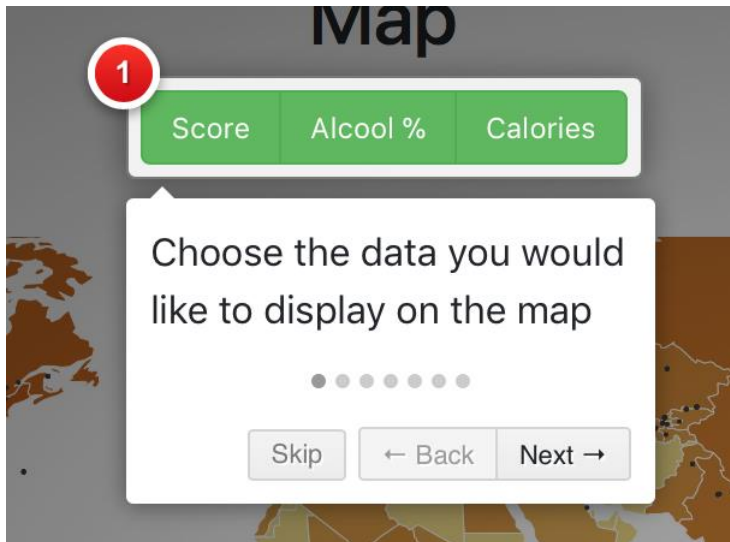 Map
1
Score Alcool % Calories
Choose the data you would
like to display on the map
Skip ← Back Next →